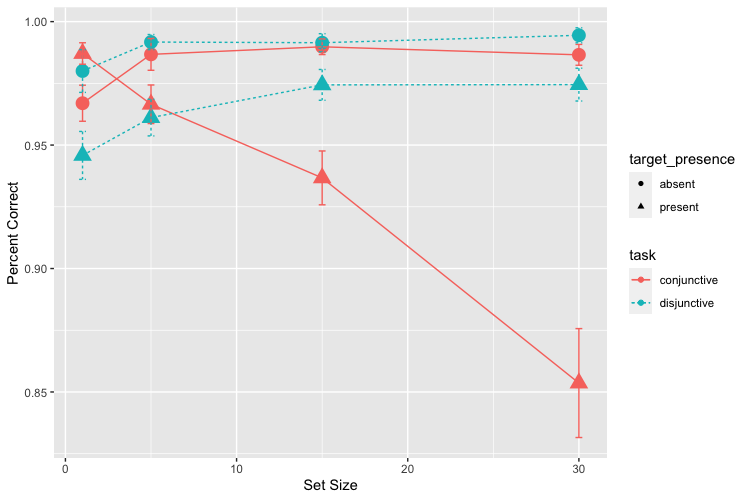 1.00
0.95
0.90
0.85
Percent Correct
0
10
20
30
Set Size
target_presence
absent
present
task
conjunctive
disjunctive